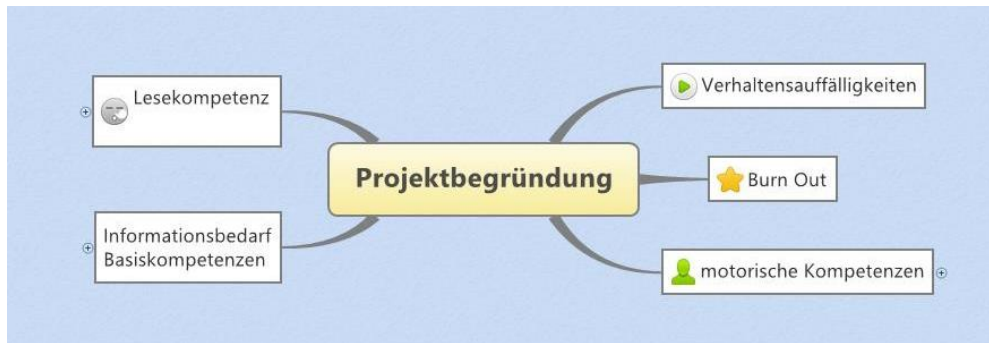 Lesekompetenz
Informationsbedarf
Basiskompetenzen
Projektbegründung
Verhaltensauffälligkeiten
Burn Out
motorische Kompetenzen